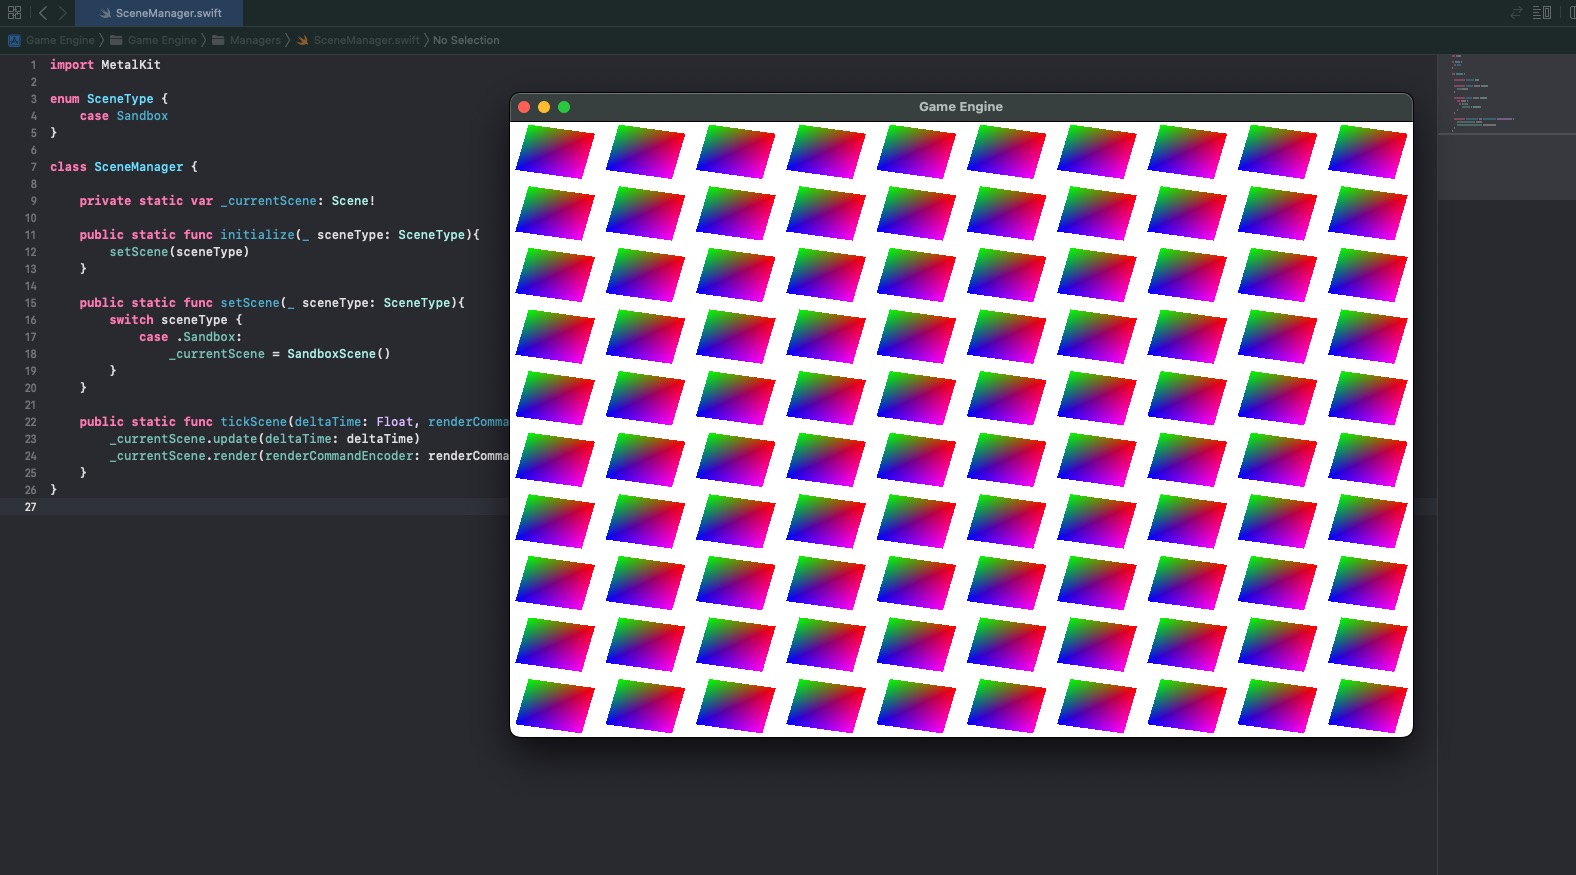 SceneManager.swift
Game Engine Game Engine Managers SceneManager.swift No Selection
1 import MetalKit
2
3 enum SceneType {
4 case Sandbox
5 }
6
7 class SceneManager {
8
9 private static var _currentScene: Scene!
10
11 public static func initialize(_ sceneType: SceneType){
12 setScene(sceneType)
13 }
14
15 public static func setScene(_ sceneType: SceneType){
16 switch sceneType {
17 case .Sandbox:
18 _currentScene = SandboxScene()
19 }
20 }
21
22 public static func tickScene(deltaTime: Float, renderComma
23 _currentScene.update(deltaTime: deltaTime)
24 _currentScene.render(renderCommandEncoder: renderComma
25 }
26 }
27
Game Engine